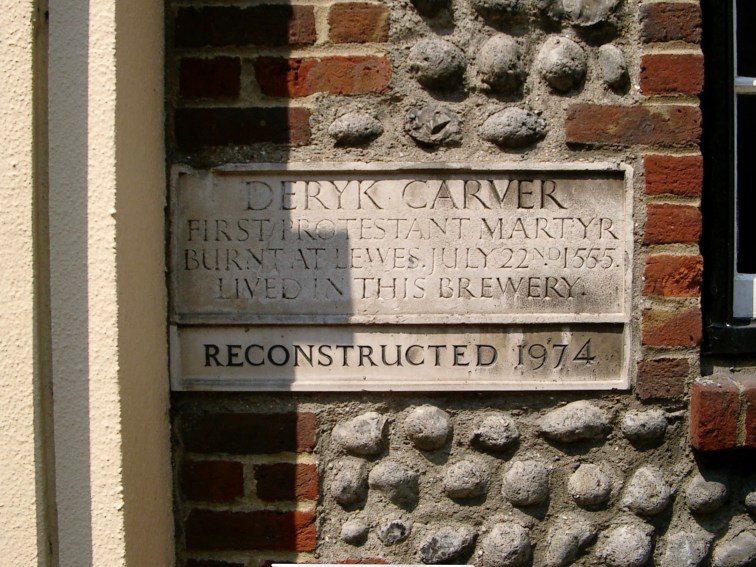 DERYK CARVER
FIRST PROTESTANT MARTYR
BURNT AT LEWES, JULY 22ND 1555.
LIVED IN THIS BREWERY.
RECONSTRUCTED 1974